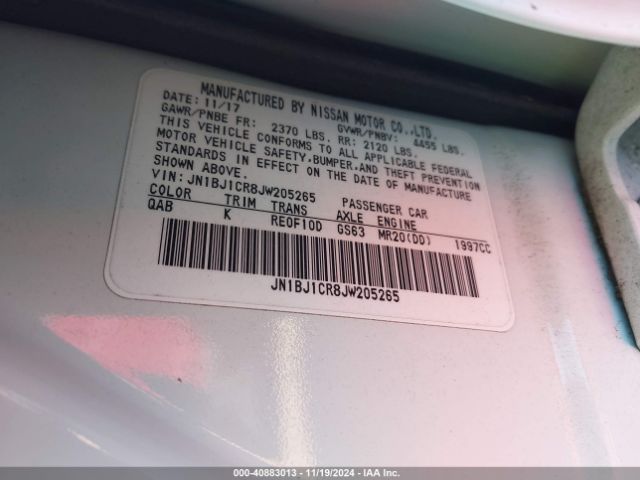 MANUFACTURED BY NISSAN MOTOR CO.,LTD.
DATE: 11/17 GVWR/PNBV: 4455 LBS.
GAWR/PNBE FR: 2370 LBS. RR: 2120 LBS.
THIS VEHICLE CONFORMS TO ALL APPLICABLE FEDERAL
MOTOR VEHICLE SAFETY,BUMPER,AND THEFT PREVENTION
STANDARDS IN EFFECT ON THE DATE OF MANUFACTURE
SHOWN ABOVE.
VIN: JN1BJ1CR8JW205265 PASSENGER CAR
COLOR TRIM TRANS AXLE ENGINE
QAB K RE0F10D GS63 MR20(DD) 1997CC
JN1BJ1CR8JW205265
000-40883013 - 11/19/2024 - IAA Inc.